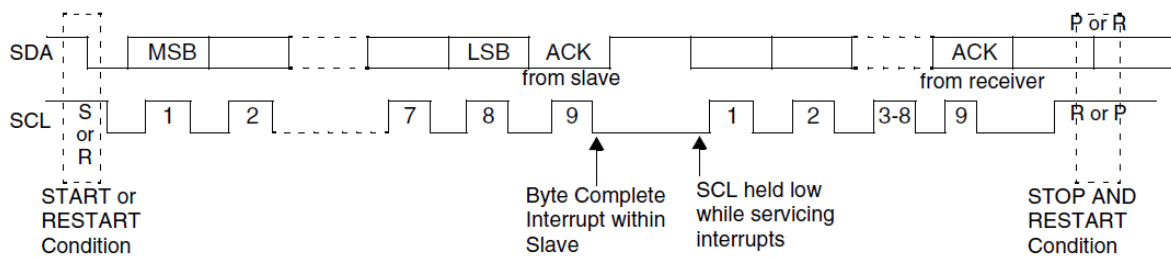 P or R
SDA MSB LSB ACK ACK
from slave from receiver
SCL S or R 1 2 7 8 9 1 2 3-8 9 R or P
START or
RESTART
Condition
Byte Complete
Interrupt within
Slave
SCL held low
while servicing
interrupts
STOP AND
RESTART
Condition